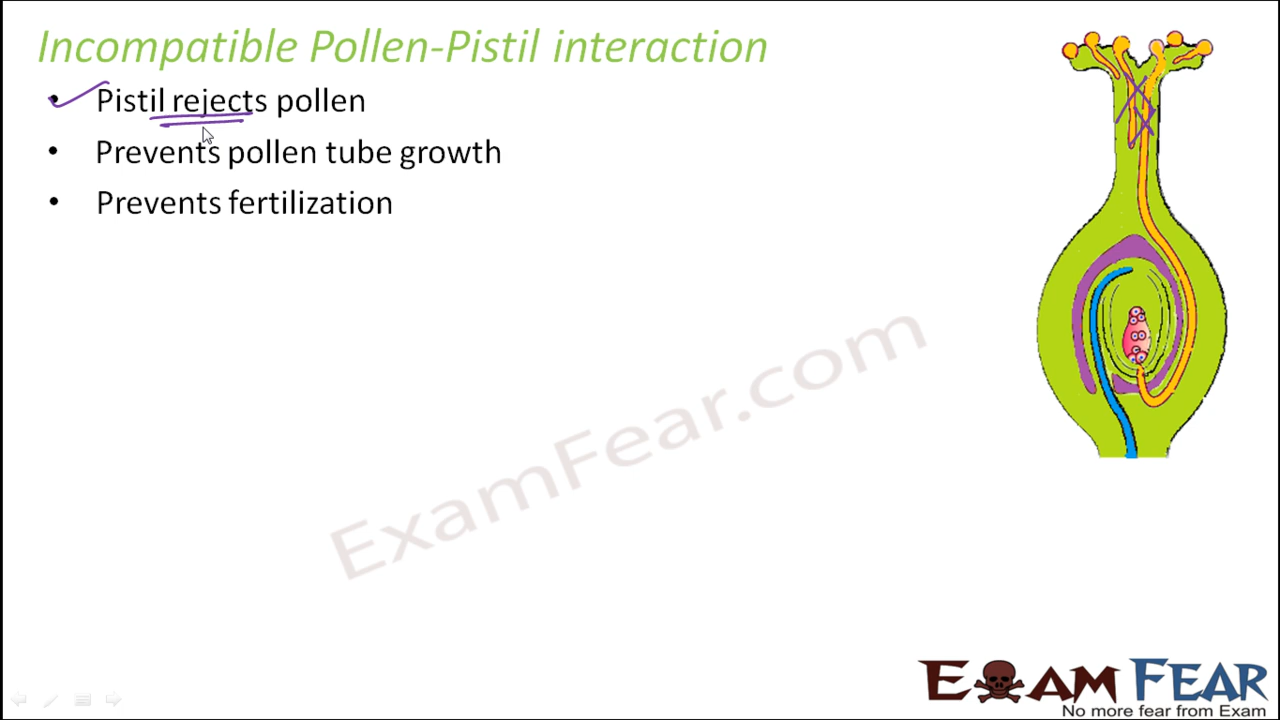 Incompatible Pollen-Pistil interaction
• Pistil rejects pollen
• Prevents pollen tube growth
• Prevents fertilization
ExamFear.com
EXAM FEAR
No more fear from Exam